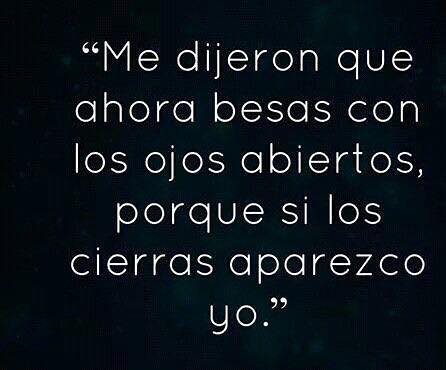 “Me dijeron que
ahora besas con
los ojos abiertos,
porque si los
cierras aparezco
yo.”